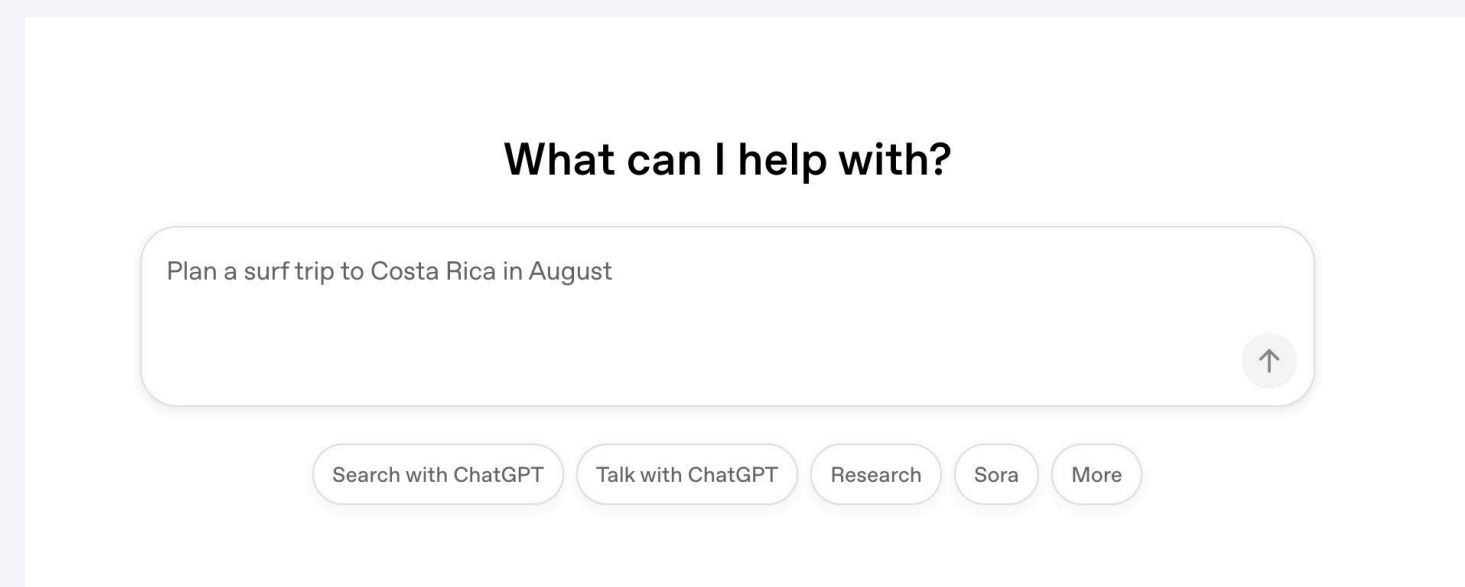 What can I help with?
Plan a surf trip to Costa Rica in August
Search with ChatGPT Talk with ChatGPT Research Sora More